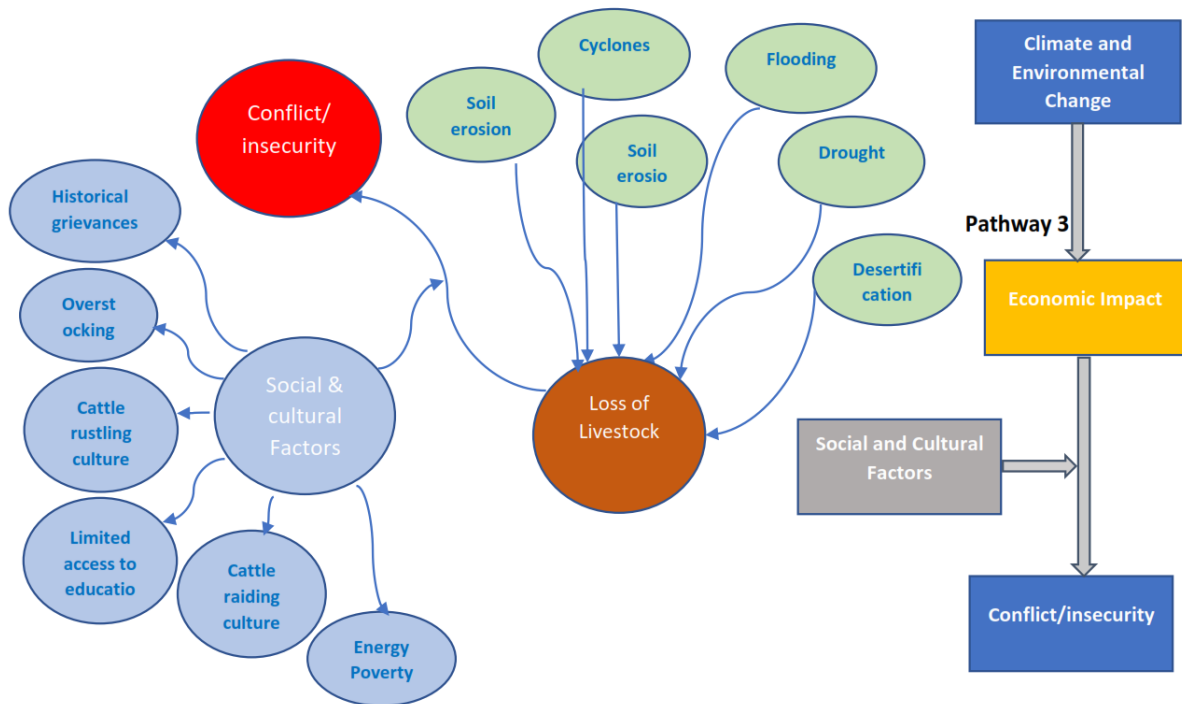 Cyclones
Flooding
Soil
erosion
Conflict/
insecurity
Soil
erosio
Drought
Historical
grievances
Desertifi
cation
Overst
ocking
Social &
cultural
Factors
Loss of
Livestock
Cattle
rustling
culture
Limited
access to
educatio
Cattle
raiding
culture
Energy
Poverty
Climate and
Environmental
Change
Pathway 3
Economic Impact
Social and Cultural
Factors
Conflict/insecurity